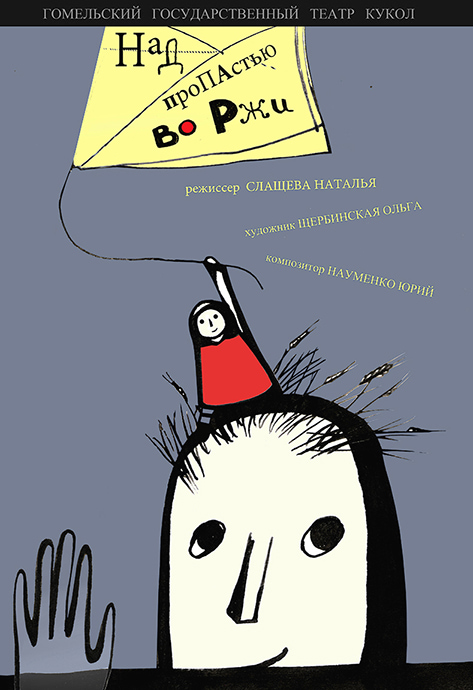 ГОМЕЛЬСКИЙ ГОСУДАРСТВЕННЫЙ ТЕАТР КУКОЛ
Над
проПАстью
Во Ржи
режиссер СЛАЩЕВА НАТАЛЬЯ
художник ЩЕРБИНСКАЯ ОЛЬГА
композитор НАУМЕНКО ЮРИЙ